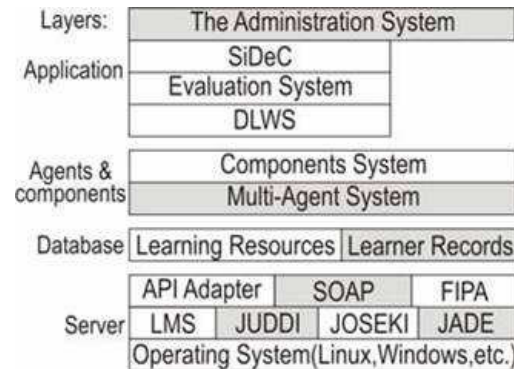 Layers: The Administration System
Application
SiDeC
Evaluation System
DLWS
Agents &
components
Components System
Multi-Agent System
Database Learning Resources Learner Records
Server
API Adapter SOAP FIPA
LMS JUDDI JOSEKI JADE
Operating System(Linux,Windows,etc.)